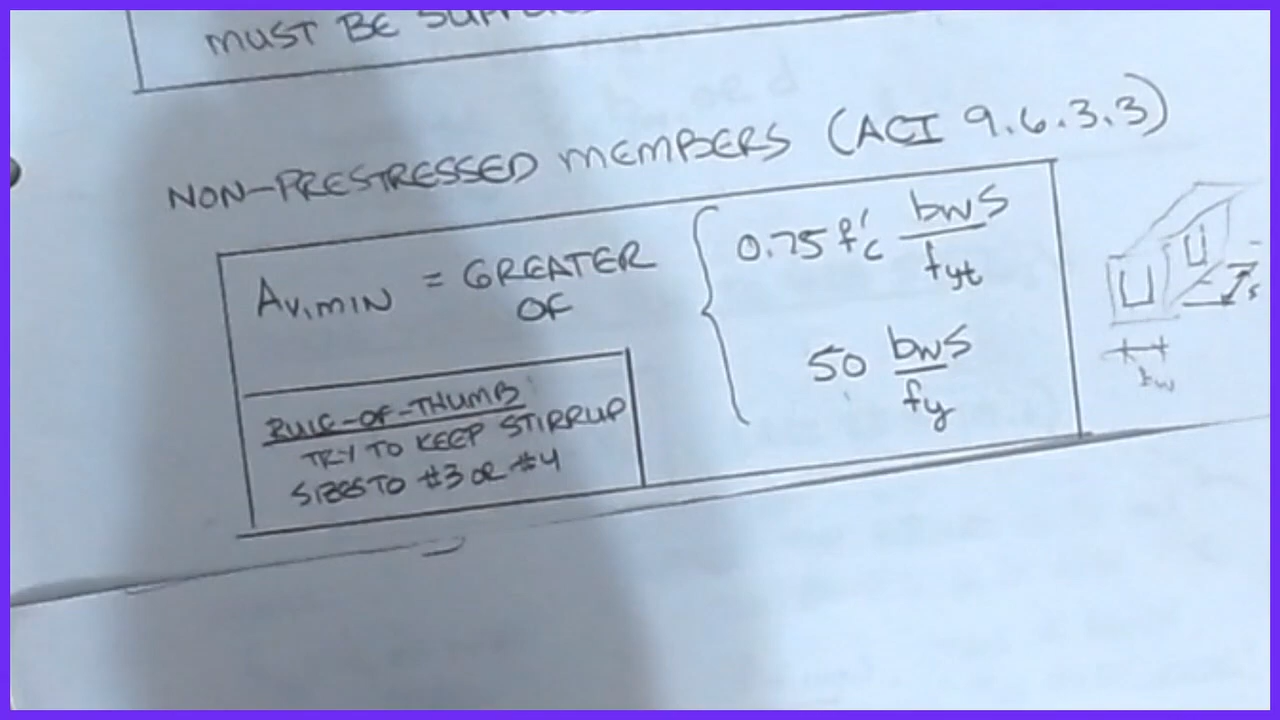 MUST BE
NON-PRESTRESSED MEMBERS (ACI 9.6.3.3)
Av,MIN = GREATER OF { 0.75 f'c bws/fyt
50 bws/fy
RULE-OF-THUMB
TRY TO KEEP STIRRUP
SIZES TO #3 OR #4
s
bw